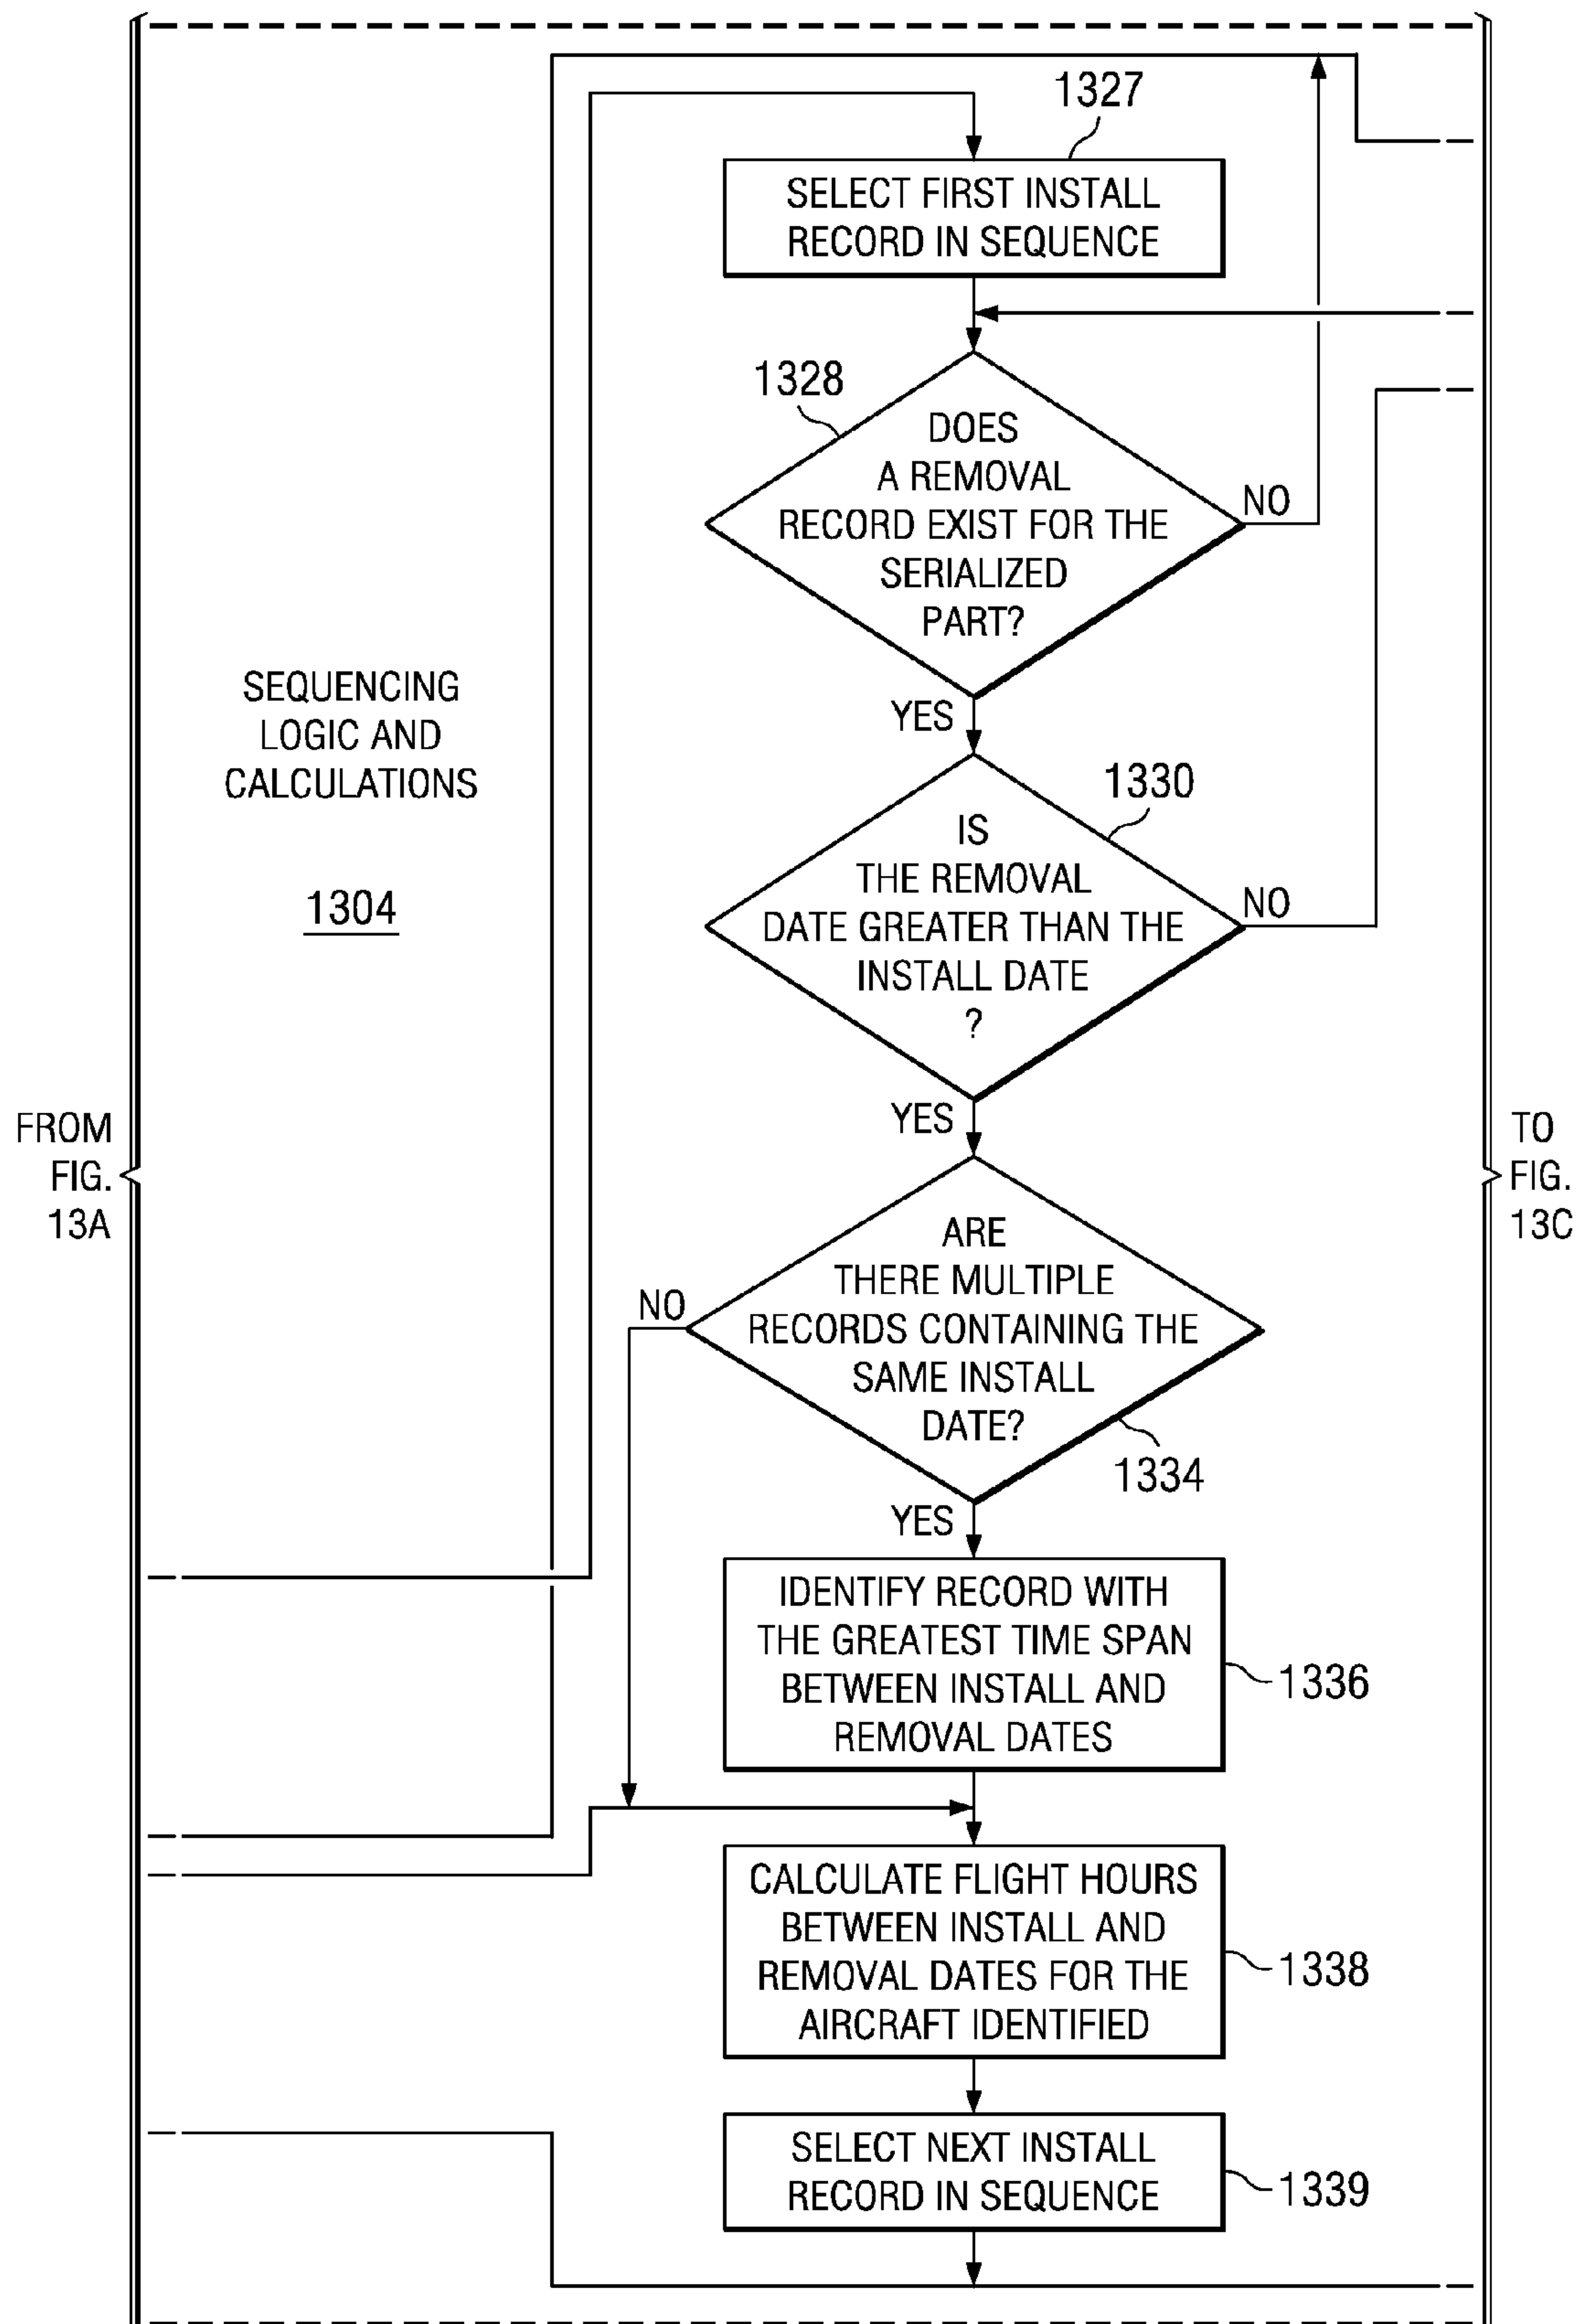 1327
SELECT FIRST INSTALL
RECORD IN SEQUENCE
1328
DOES
A REMOVAL
RECORD EXIST FOR THE
SERIALIZED
PART?
NO
YES
SEQUENCING
LOGIC AND
CALCULATIONS
1304
1330
IS
THE REMOVAL
DATE GREATER THAN THE
INSTALL DATE
?
NO
YES
FROM
FIG.
13A
TO
FIG.
13C
ARE
THERE MULTIPLE
RECORDS CONTAINING THE
SAME INSTALL
DATE?
NO
1334
YES
IDENTIFY RECORD WITH
THE GREATEST TIME SPAN
BETWEEN INSTALL AND
REMOVAL DATES
1336
CALCULATE FLIGHT HOURS
BETWEEN INSTALL AND
REMOVAL DATES FOR THE
AIRCRAFT IDENTIFIED
1338
SELECT NEXT INSTALL
RECORD IN SEQUENCE
1339